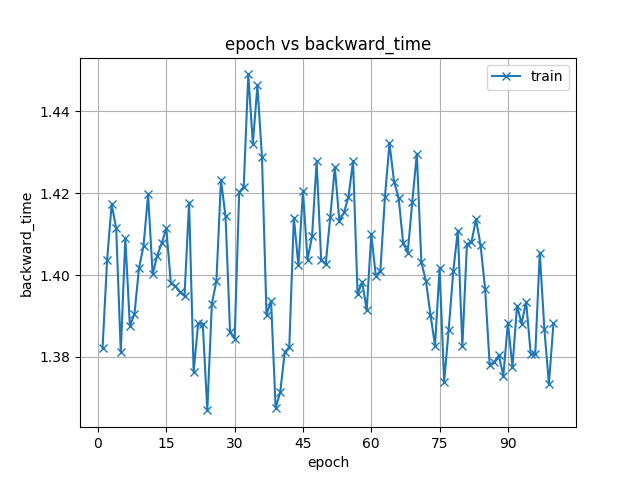 epoch vs backward_time
train
backward_time
1.44
1.42
1.40
1.38
0 15 30 45 60 75 90
epoch